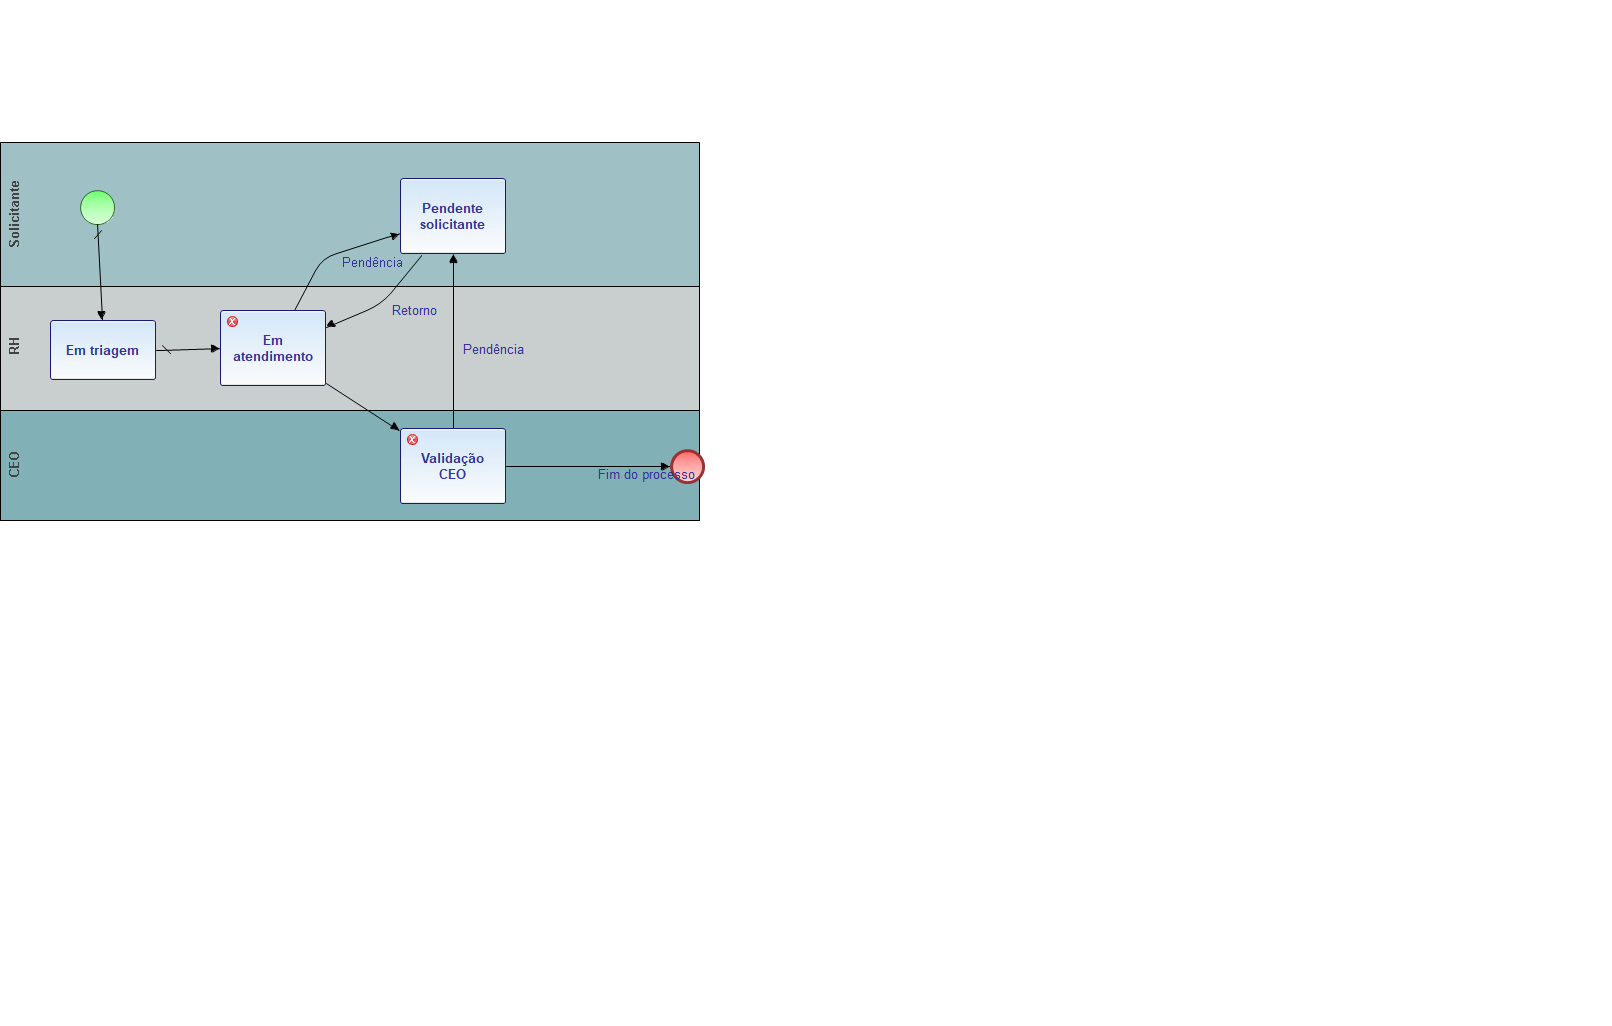 Solicitante
Pendente
solicitante
Pendência
Retorno
RH
Em triagem
Em
atendimento
Pendência
CEO
Validação
CEO
Fim do processo